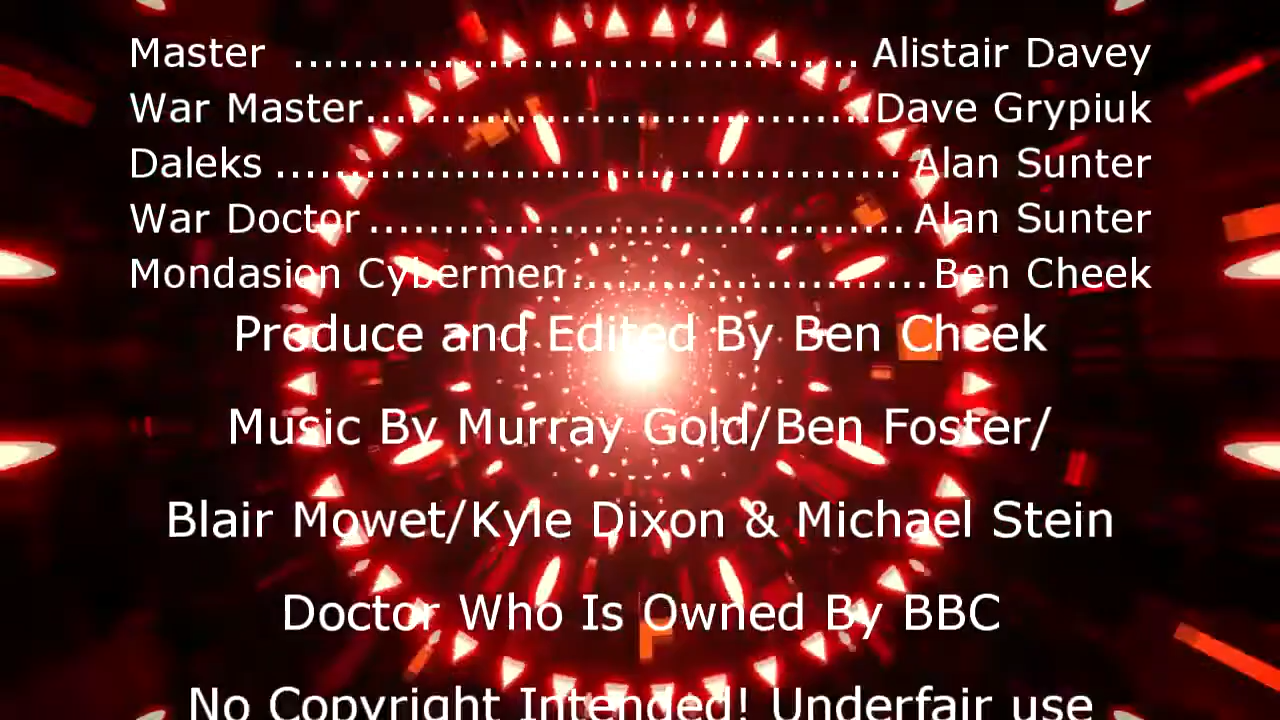 Master ...................................... Alistair Davey
War Master..................................Dave Grypiuk
Daleks .......................................... Alan Sunter
War Doctor.................................... Alan Sunter
Mondasion Cybermen........................Ben Cheek
Produce and Edited By Ben Cheek
Music By Murray Gold/Ben Foster/
Blair Mowet/Kyle Dixon & Michael Stein
Doctor Who Is Owned By BBC
No Copyright Intended! Underfair use